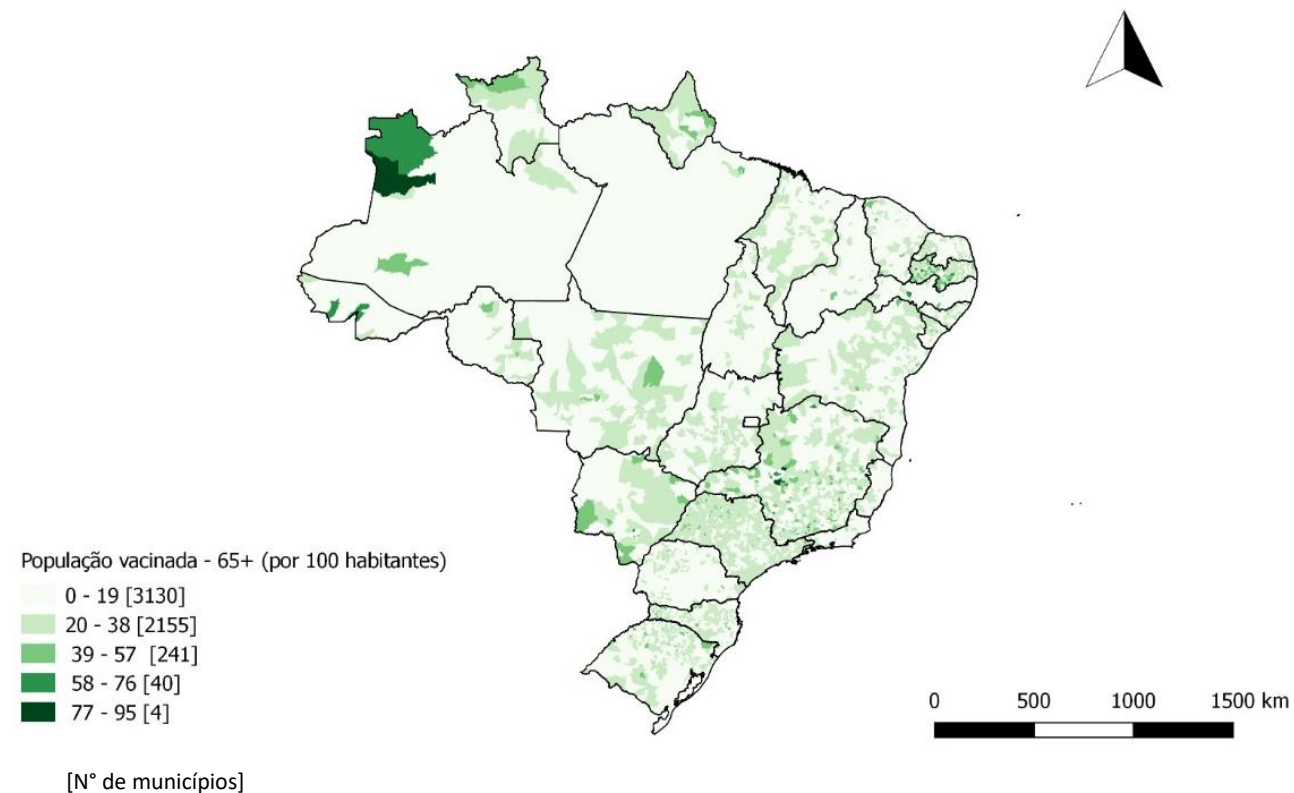 População vacinada - 65+ (por 100 habitantes)
0 - 19 [3130]
20 - 38 [2155]
39 - 57 [241]
58 - 76 [40]
77 - 95 [4]
[N° de municípios]
0 500 1000 1500 km